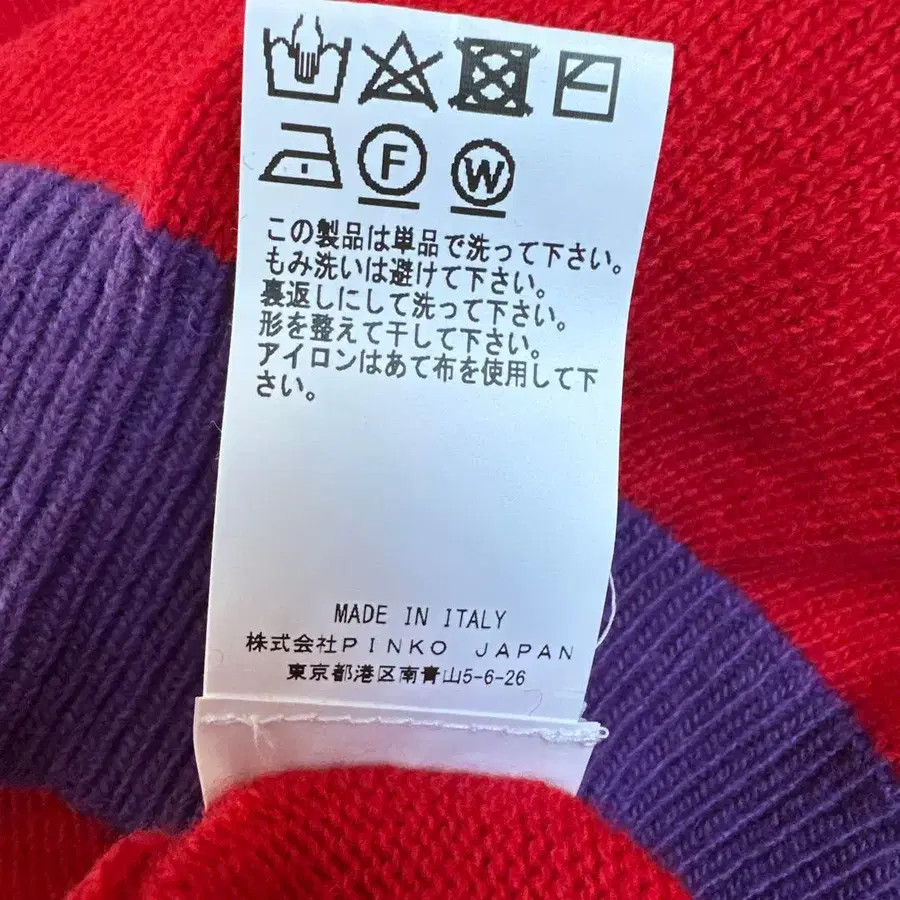 F W
この製品は単品で洗って下さい。
もみ洗いは避けて下さい。
裏返しにして洗って下さい。
形を整えて干して下さい。
アイロンはあて布を使用して下
さい。
MADE IN ITALY
株式会社PINKO JAPAN
東京都港区南青山5-6-26